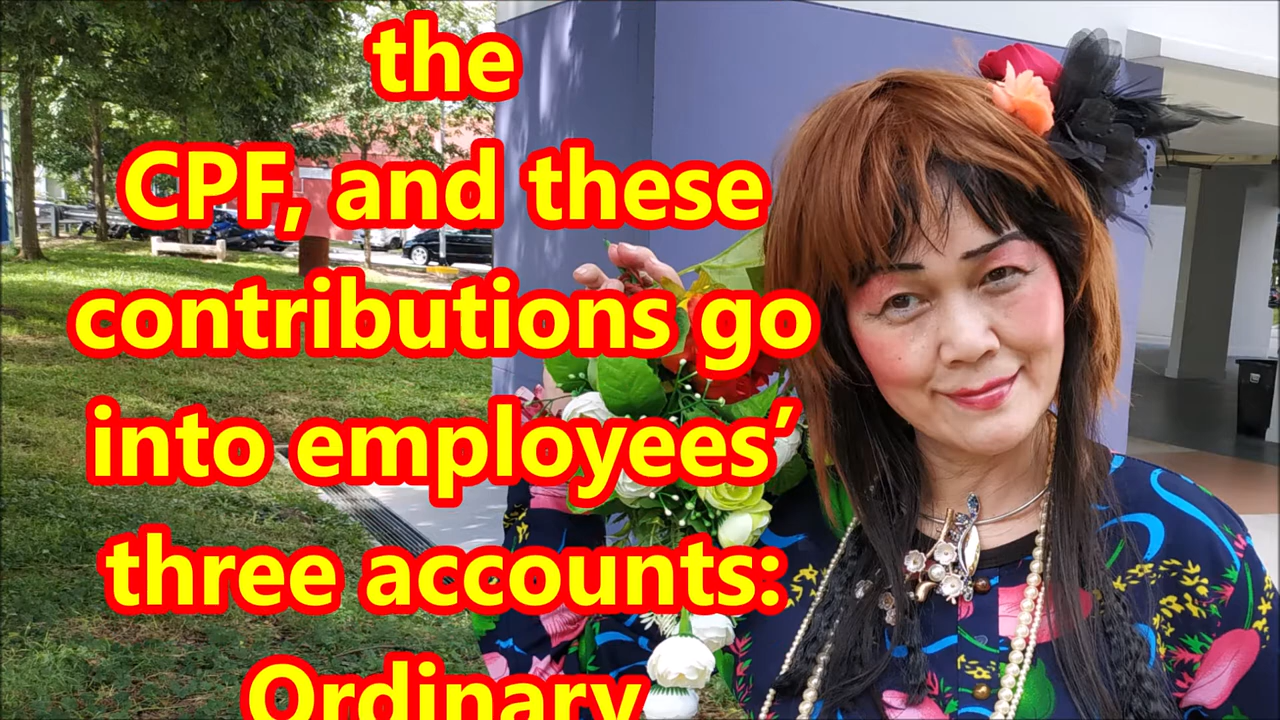 the
CPF, and these
contributions go
into employees’
three accounts:
Ordinary